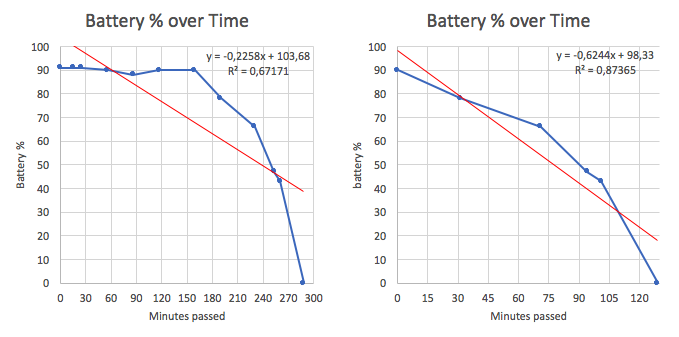 Battery % over Time
y = -0,2258x + 103,68
R² = 0,67171
100
90
80
70
60
50
40
30
20
10
0
Battery %
0 30 60 90 120 150 180 210 240 270 300
Minutes passed
Battery % over Time
y = -0,6244x + 98,33
R² = 0,87365
100
90
80
70
60
50
40
30
20
10
0
battery %
0 15 30 45 60 75 90 105 120
Minutes passed